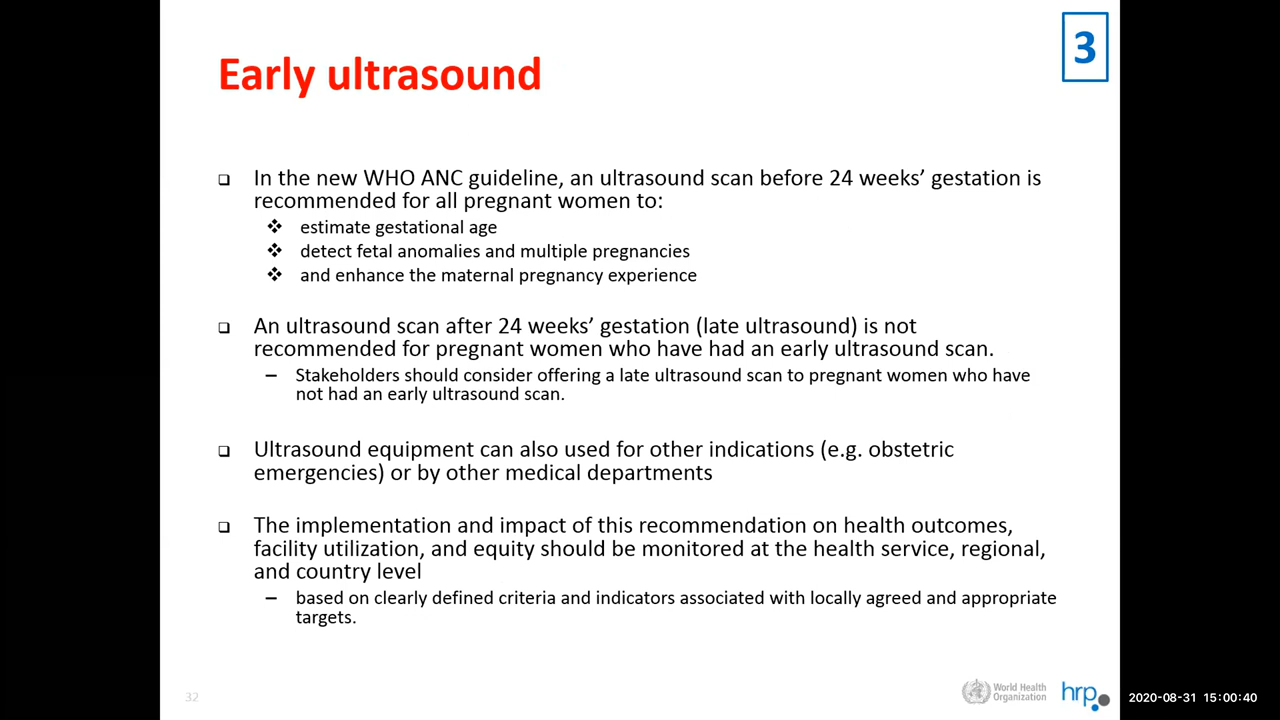 3
Early ultrasound
In the new WHO ANC guideline, an ultrasound scan before 24 weeks’ gestation is
recommended for all pregnant women to:
estimate gestational age
detect fetal anomalies and multiple pregnancies
and enhance the maternal pregnancy experience
An ultrasound scan after 24 weeks’ gestation (late ultrasound) is not
recommended for pregnant women who have had an early ultrasound scan.
– Stakeholders should consider offering a late ultrasound scan to pregnant women who have
not had an early ultrasound scan.
Ultrasound equipment can also used for other indications (e.g. obstetric
emergencies) or by other medical departments
The implementation and impact of this recommendation on health outcomes,
facility utilization, and equity should be monitored at the health service, regional,
and country level
– based on clearly defined criteria and indicators associated with locally agreed and appropriate
targets.
32
World Health
Organization
hrp
2020-08-31 15:00:40